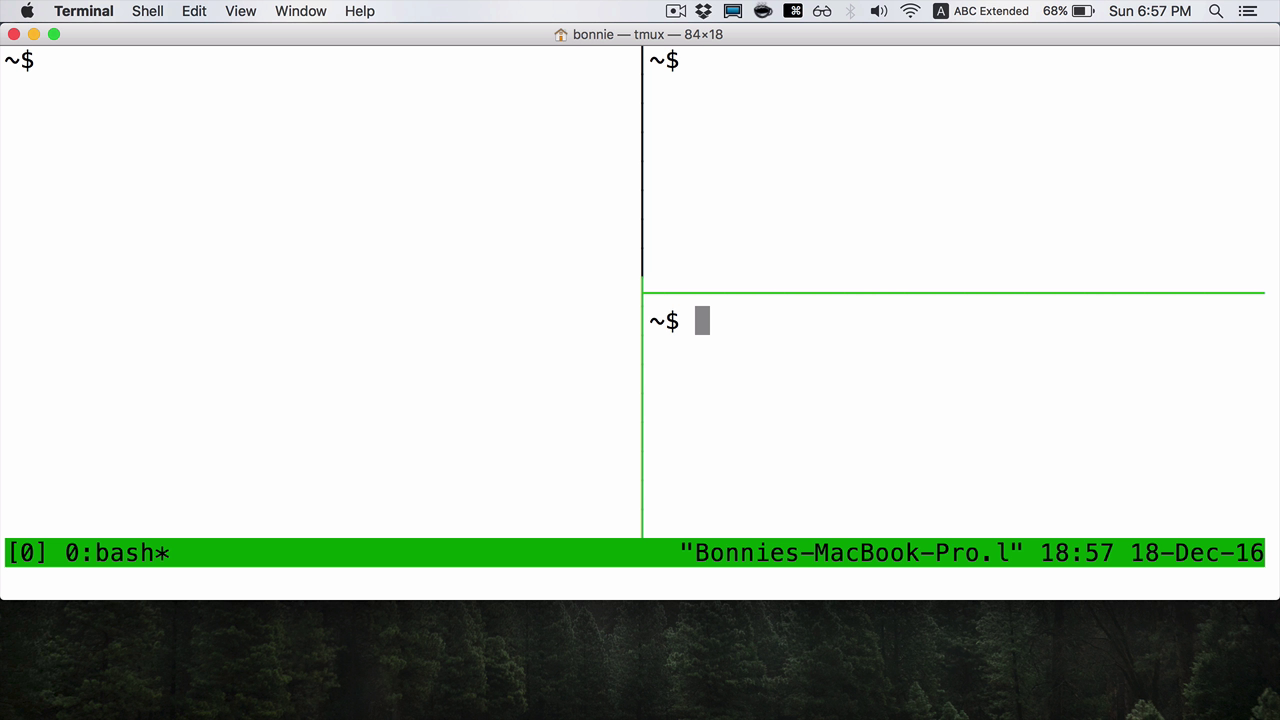 Terminal Shell Edit View Window Help A ABC Extended 68% Sun 6:57 PM
bonnie — tmux — 84×18
~$ ~$
~$
[0] 0:bash* "Bonnies-MacBook-Pro.l" 18:57 18-Dec-16